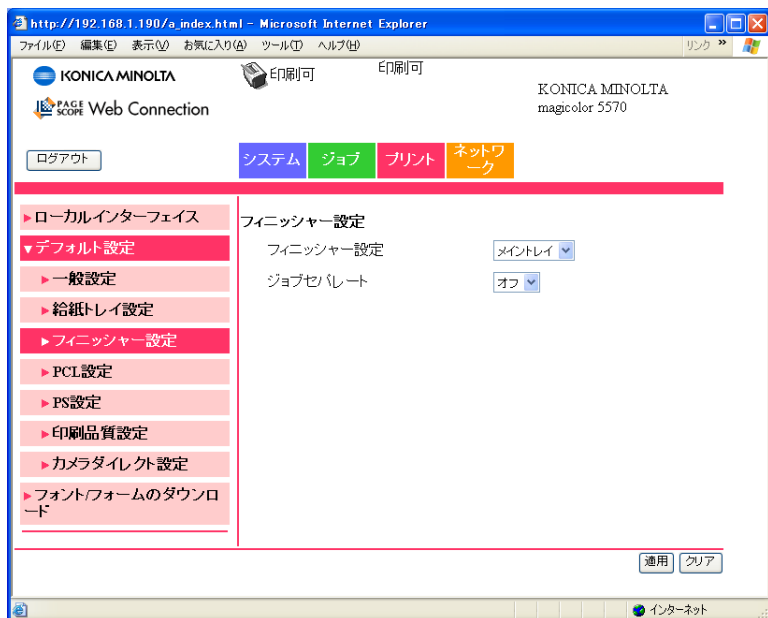 http://192.168.1.190/a_index.html - Microsoft Internet Explorer
ファイル(F) 編集(E) 表示(V) お気に入り(A) ツール(T) ヘルプ(H) リンク »
KONICA MINOLTA
印刷可 印刷可
KONICA MINOLTA
magicolor 5570
PAGE SCOPE Web Connection
ログアウト
システム ジョブ プリント ネットワーク
ローカルインターフェイス
デフォルト設定
一般設定
給紙トレイ設定
フィニッシャー設定
PCL設定
PS設定
印刷品質設定
カメラダイレクト設定
フォント/フォームのダウンロ
ード
フィニッシャー設定
フィニッシャー設定 メイントレイ
ジョブセパレート オフ
適用 クリア
インターネット